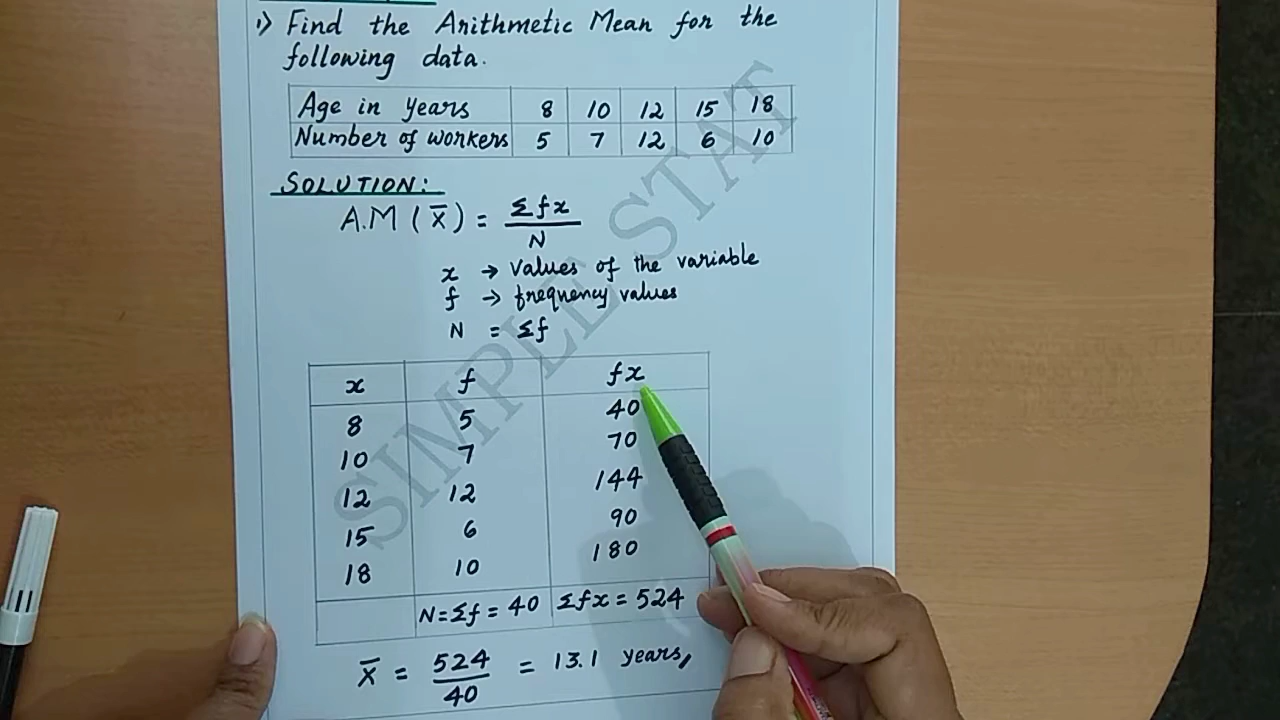 1) Find the Arithmetic Mean for the
following data.
Age in years 8 10 12 15 18
Number of workers 5 7 12 6 10
SOLUTION:
A.M (x̅) = Σfx / N
x → Values of the variable
f → frequency values
N = Σf
x f fx
8 5 40
10 7 70
12 12 144
15 6 90
18 10 180
N = Σf = 40 Σfx = 524
x̅ = 524 / 40 = 13.1 years,
SIMPLE STAT